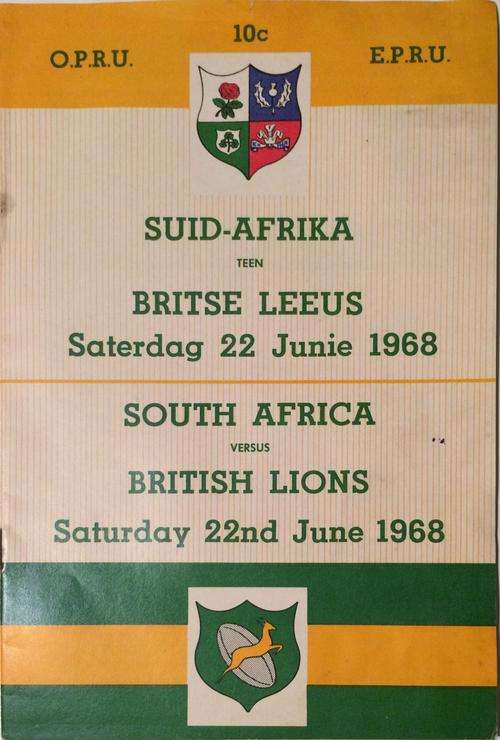 10c
O.P.R.U. E.P.R.U.
SUID-AFRIKA
TEEN
BRITSE LEEUS
Saterdag 22 Junie 1968
SOUTH AFRICA
VERSUS
BRITISH LIONS
Saturday 22nd June 1968